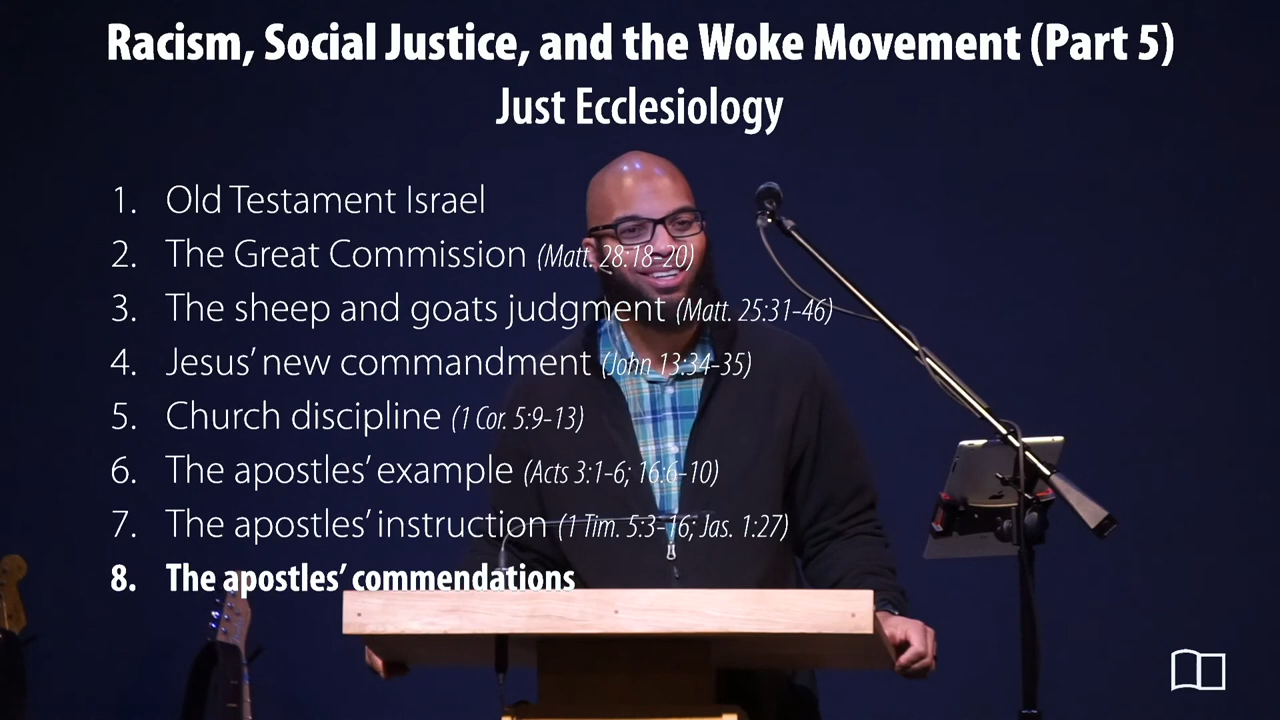 Racism, Social Justice, and the Woke Movement (Part 5)
Just Ecclesiology
1. Old Testament Israel
2. The Great Commission (Matt. 28:18-20)
3. The sheep and goats judgment (Matt. 25:31-46)
4. Jesus’ new commandment (John 13:34-35)
5. Church discipline (1 Cor. 5:9-13)
6. The apostles’ example (Acts 3:1-6; 16:6-10)
7. The apostles’ instruction (1 Tim. 5:3-16; Jas. 1:27)
8. The apostles’ commendations